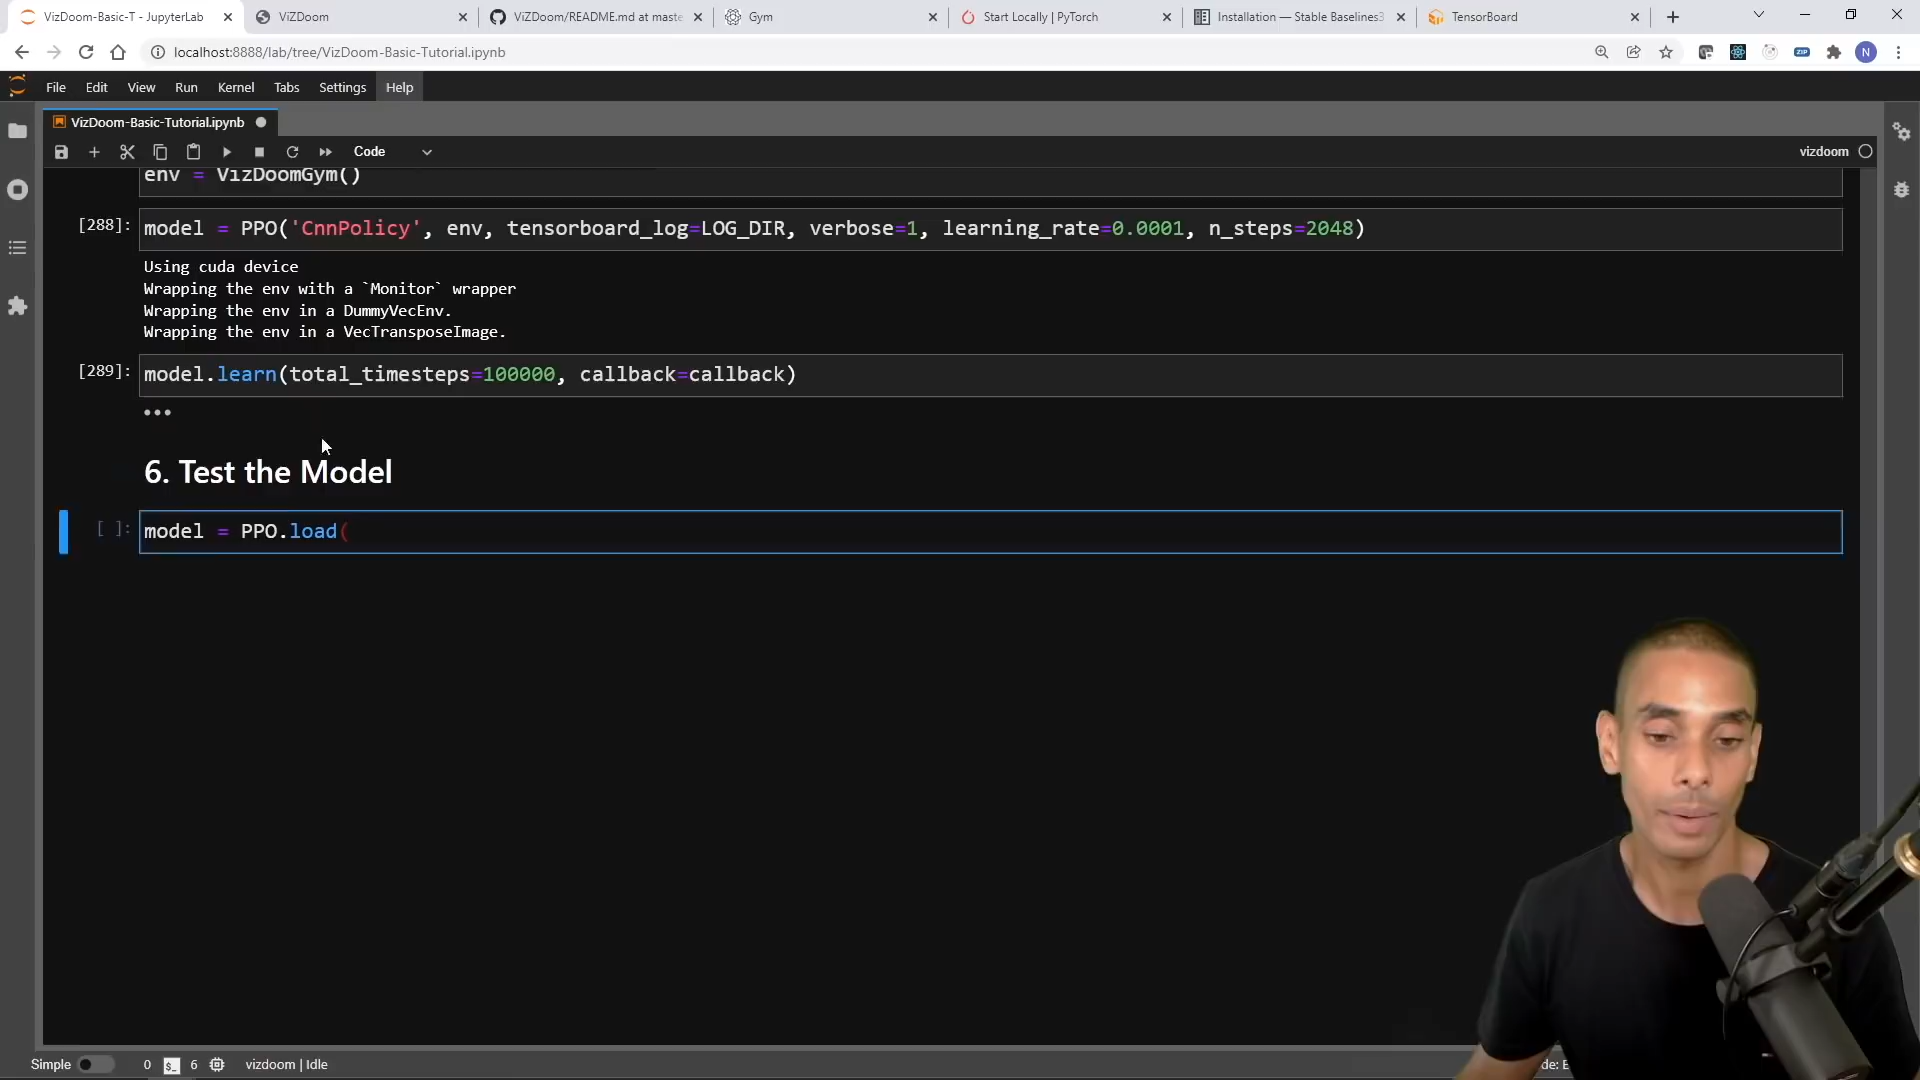 VizDoom-Basic-T - JupyterLab
ViZDoom
ViZDoom/README.md at maste
Gym
Start Locally | PyTorch
Installation — Stable Baselines3
TensorBoard
localhost:8888/lab/tree/VizDoom-Basic-Tutorial.ipynb
ZIP
N
File Edit View Run Kernel Tabs Settings Help
VizDoom-Basic-Tutorial.ipynb
Code
vizdoom
env = VizDoomGym()
[288]: model = PPO('CnnPolicy', env, tensorboard_log=LOG_DIR, verbose=1, learning_rate=0.0001, n_steps=2048)
Using cuda device
Wrapping the env with a `Monitor` wrapper
Wrapping the env in a DummyVecEnv.
Wrapping the env in a VecTransposeImage.
[289]: model.learn(total_timesteps=100000, callback=callback)
•••
6. Test the Model
[ ]: model = PPO.load(
Simple 0 $_ 6 vizdoom | Idle
de: E